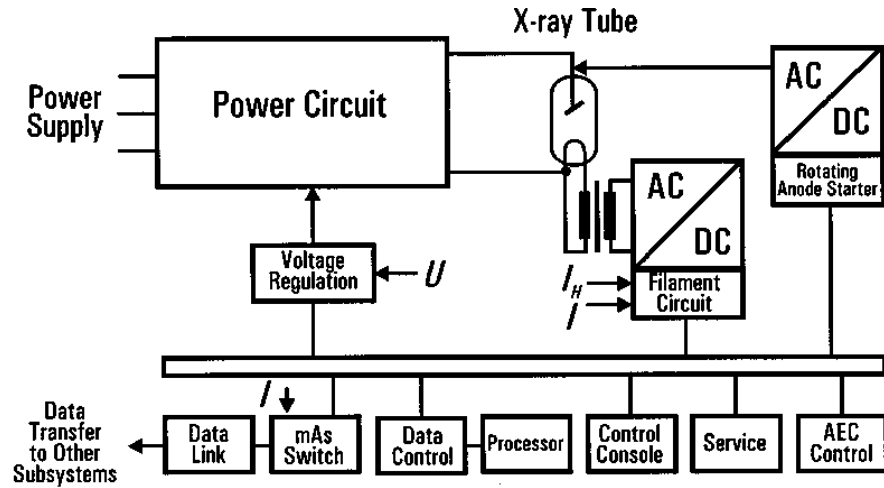 X-ray Tube
Power
Supply
Power Circuit
AC
DC
Rotating
Anode Starter
AC
DC
Voltage
Regulation
U
I_H
I
Filament
Circuit
I
Data
Transfer
to Other
Subsystems
Data
Link
mAs
Switch
Data
Control
Processor
Control
Console
Service
AEC
Control